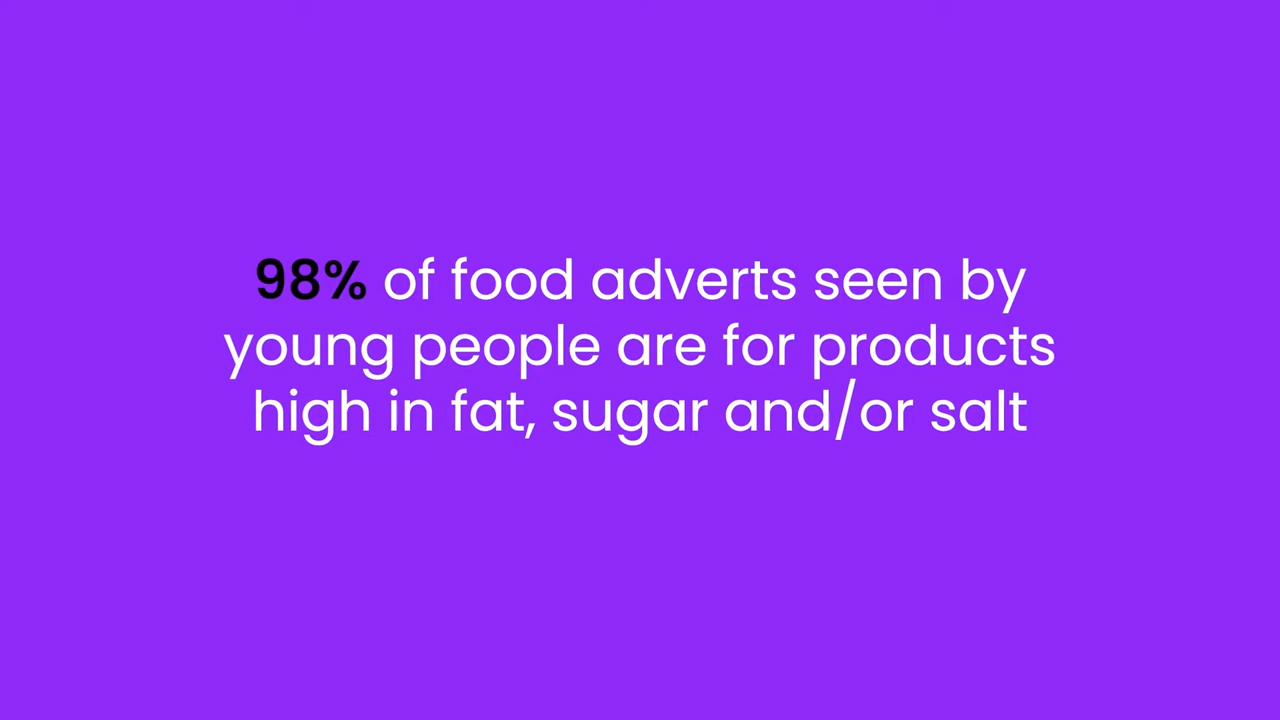 98% of food adverts seen by
young people are for products
high in fat, sugar and/or salt